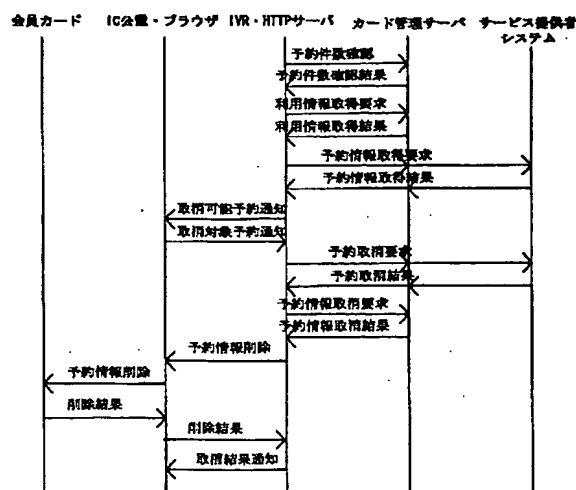 会員カード IC公衆・ブラウザ IVR・HTTPサーバ カード管理サーバ サービス提供者
システム
予約件数確認
予約件数確認結果
利用情報取得要求
利用情報取得結果
予約情報取得要求
予約情報取得結果
取消可能予約通知
取消対象予約通知
予約取消要求
予約取消結果
予約情報取消要求
予約情報取消結果
予約情報削除
予約情報削除
削除結果
削除結果
取消結果通知